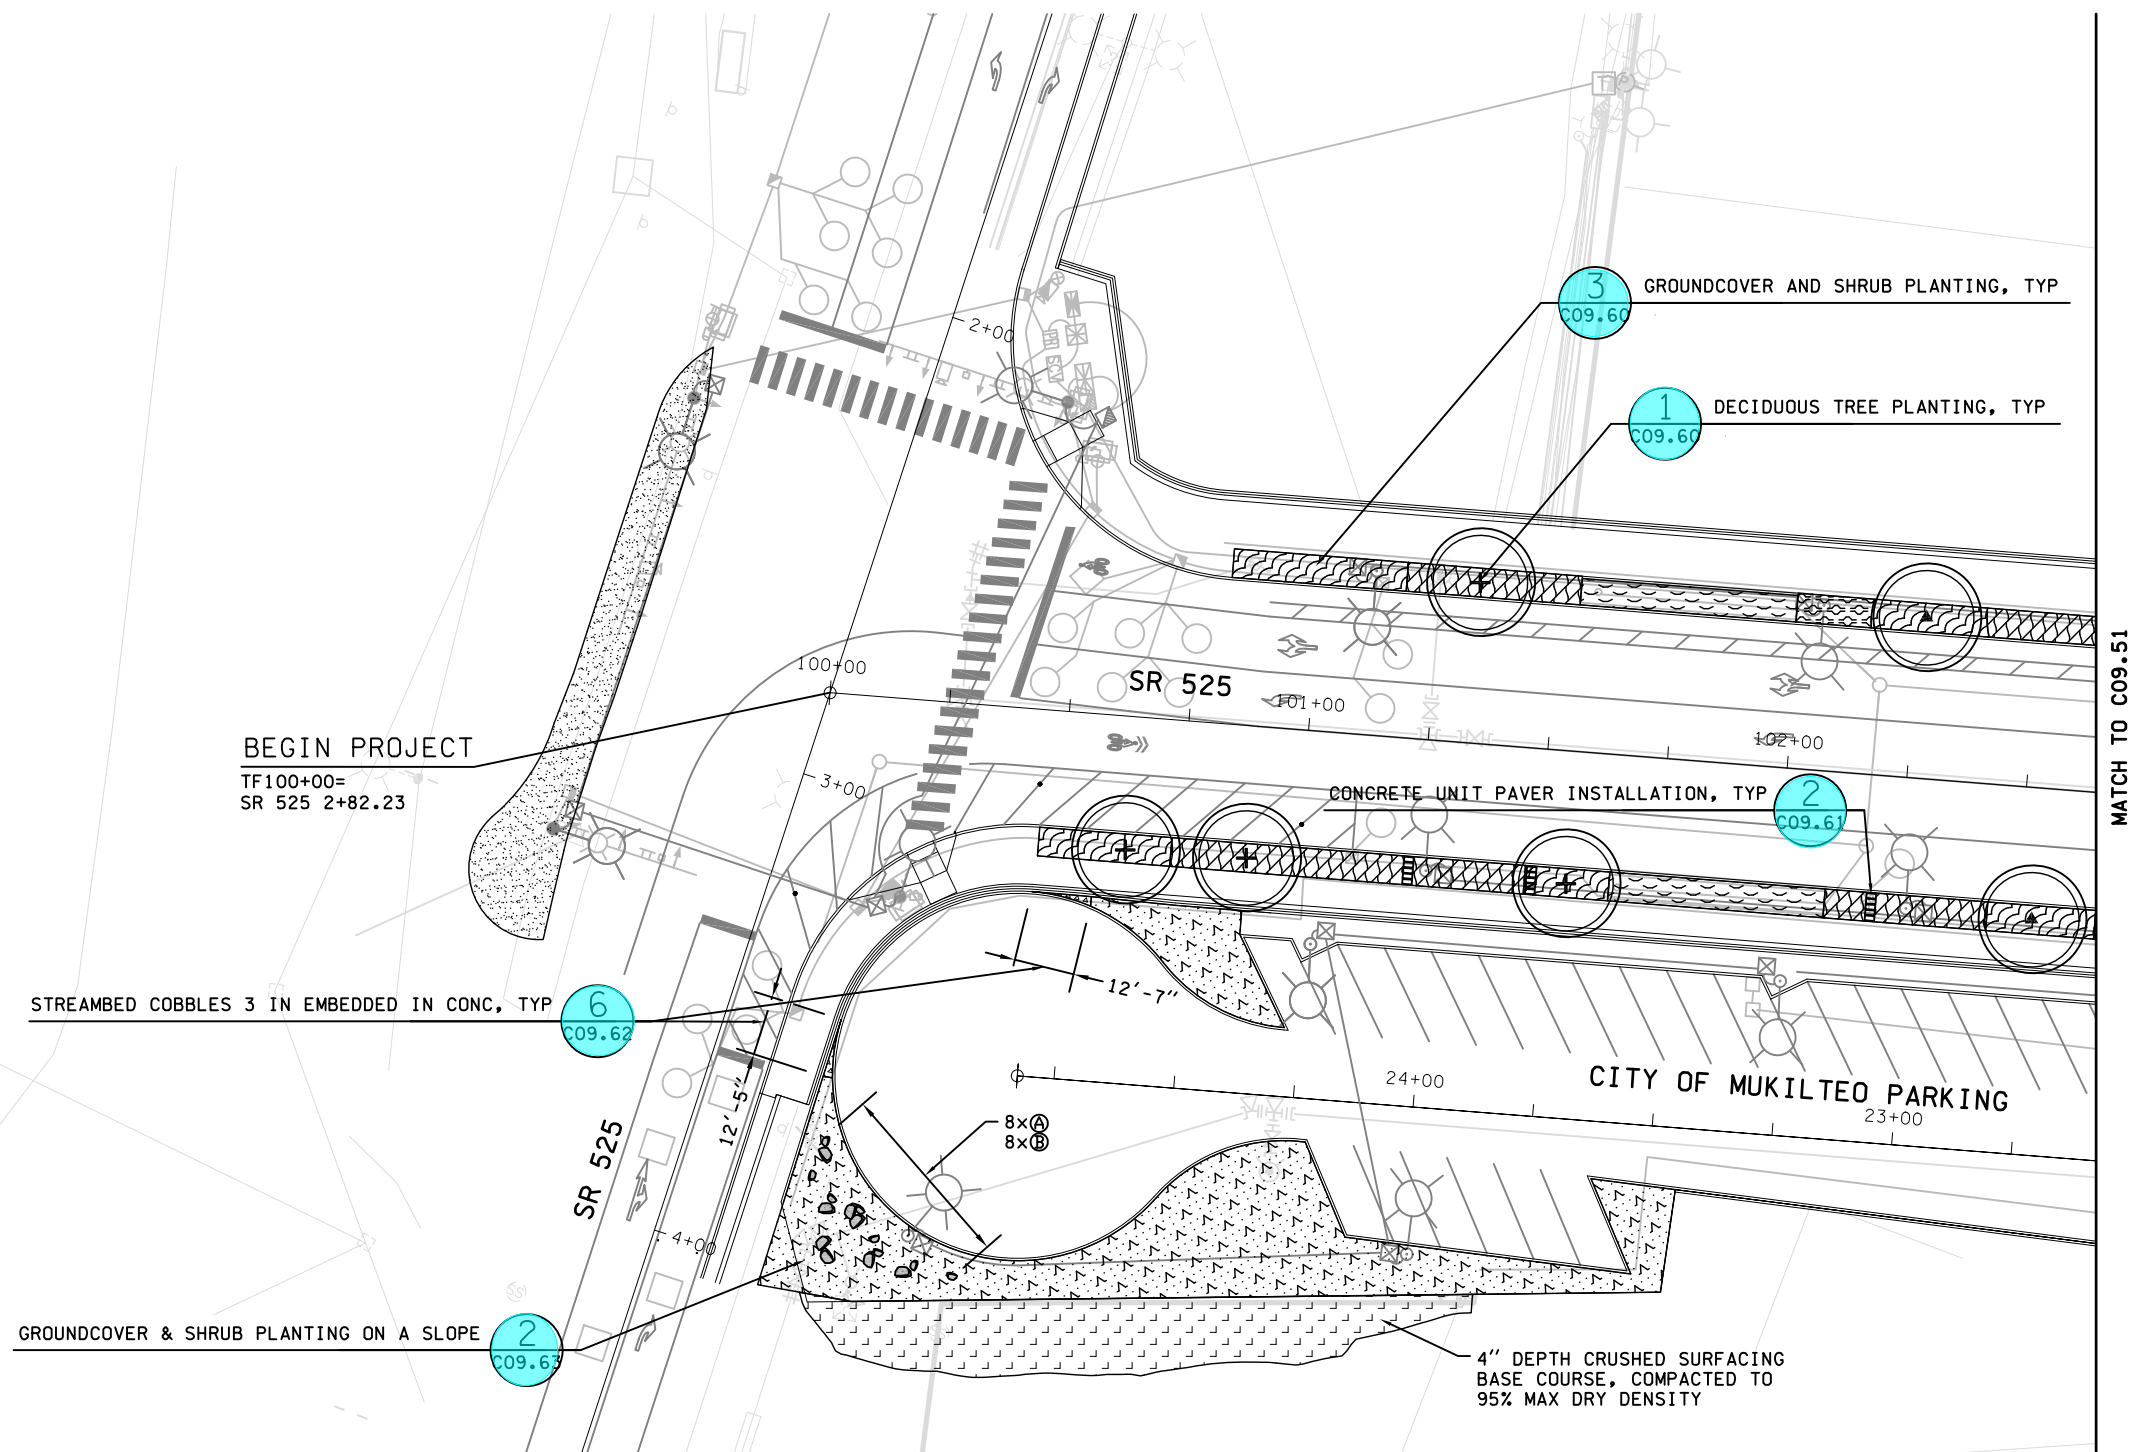 2+00
3
C09.60
GROUNDCOVER AND SHRUB PLANTING, TYP
1
C09.60
DECIDUOUS TREE PLANTING, TYP
MATCH TO C09.51
100+00
SR 525
101+00
102+00
BEGIN PROJECT
TF100+00=
SR 525 2+82.23
3+00
CONCRETE UNIT PAVER INSTALLATION, TYP
2
C09.61
STREAMBED COBBLES 3 IN EMBEDDED IN CONC, TYP
6
C09.62
12'-7"
12'-5"
24+00
CITY OF MUKILTEO PARKING
23+00
8xⒶ
8xⒷ
SR 525
4+00
GROUNDCOVER & SHRUB PLANTING ON A SLOPE
2
C09.63
4" DEPTH CRUSHED SURFACING
BASE COURSE, COMPACTED TO
95% MAX DRY DENSITY